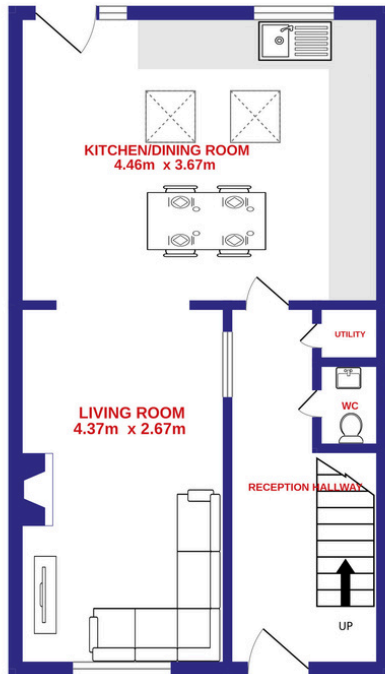 KITCHEN/DINING ROOM
4.46m x 3.67m
UTILITY
WC
LIVING ROOM
4.37m x 2.67m
RECEPTION HALLWAY
UP